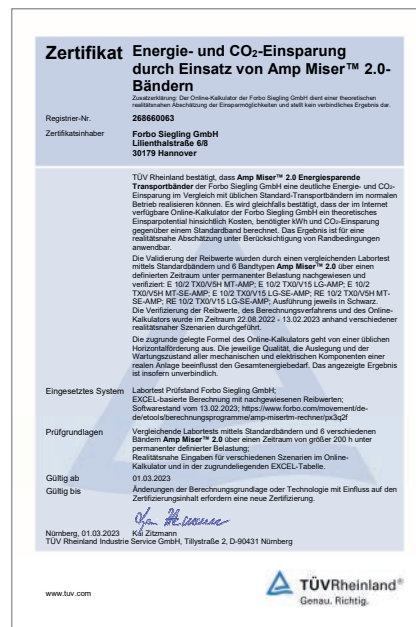 Zertifikat
Energie- und CO₂-Einsparung
durch Einsatz von Amp Miser™ 2.0-
Bändern
Zusatzerklärung: Der Online-Kalkulator der Forbo Siegling GmbH dient einer theoretischen
realitätsnahen Abschätzung der Einsparmöglichkeiten und stellt kein verbindliches Ergebnis dar.
Registrier-Nr. 268660063
Zertifikatsinhaber Forbo Siegling GmbH
Lilienthalstraße 6/8
30179 Hannover
TÜV Rheinland bestätigt, dass Amp Miser™ 2.0 Energiesparende
Transportbänder der Forbo Siegling GmbH eine deutliche Energie- und CO₂-
Einsparung im Vergleich mit üblichen Standard-Transportbändern im normalen
Betrieb realisieren können. Es wird gleichfalls bestätigt, dass der im Internet
verfügbare Online-Kalkulator der Forbo Siegling GmbH ein theoretisches
Einsparpotential hinsichtlich Kosten, benötigter kWh und CO₂-Einsparung
gegenüber einem Standardband berechnet. Das Ergebnis ist für eine
realitätsnahe Abschätzung unter Berücksichtigung von Randbedingungen
anwendbar.
Die Validierung der Reibwerte wurden durch einen vergleichenden Labortest
mittels Standardbändern und 6 Bandtypen Amp Miser™ 2.0 über einen
definierten Zeitraum unter permanenter Belastung nachgewiesen und
verifiziert: E 10/2 TX0/V5H MT-AMP; E 10/2 TX0/V15 LG-AMP; E 10/2
TX0/V5H MT-SE-AMP; E 10/2 TX0/V15 LG-SE-AMP; RE 10/2 TX0/V5H MT-
SE-AMP; RE 10/2 TX0/V15 LG-SE-AMP; Ausführung jeweils in Schwarz.
Die Verifizierung der Reibwerte, des Berechnungsverfahrens und des Online-
Kalkulators wurde im Zeitraum 22.08.2022 - 13.02.2023 anhand verschiedener
realitätsnaher Szenarien durchgeführt.
Die zugrunde gelegte Formel des Online-Kalkulators geht von einer üblichen
Horizontalförderung aus. Die jeweilige Qualität, die Auslegung und der
Wartungszustand aller mechanischen und elektrischen Komponenten einer
realen Anlage beeinflusst den Gesamtenergiebedarf. Das angezeigte Ergebnis
ist insofern unverbindlich.
Eingesetztes System Labortest Prüfstand Forbo Siegling GmbH;
EXCEL-basierte Berechnung mit nachgewiesenen Reibwerten;
Softwarestand vom 13.02.2023; https://www.forbo.com/movement/de-
de/etools/berechnungsprogramme/amp-misertm-rechner/px3q2f
Prüfgrundlagen Vergleichende Labortests mittels Standardbändern und 6 verschiedenen
Bändern Amp Miser™ 2.0 über einen Zeitraum von größer 200 h unter
permanenter definierter Belastung;
Realitätsnahe Eingaben für verschiedenen Szenarien im Online-
Kalkulator und in der zugrundeliegenden EXCEL-Tabelle.
Gültig ab 01.03.2023
Gültig bis Änderungen der Berechnungsgrundlage oder Technologie mit Einfluss auf den
Zertifizierungsinhalt erfordern eine neue Zertifizierung.
Nürnberg, 01.03.2023 Kai Zitzmann
TÜV Rheinland Industrie Service GmbH, Tillystraße 2, D-90431 Nürnberg
www.tuv.com
TÜVRheinland®
Genau. Richtig.